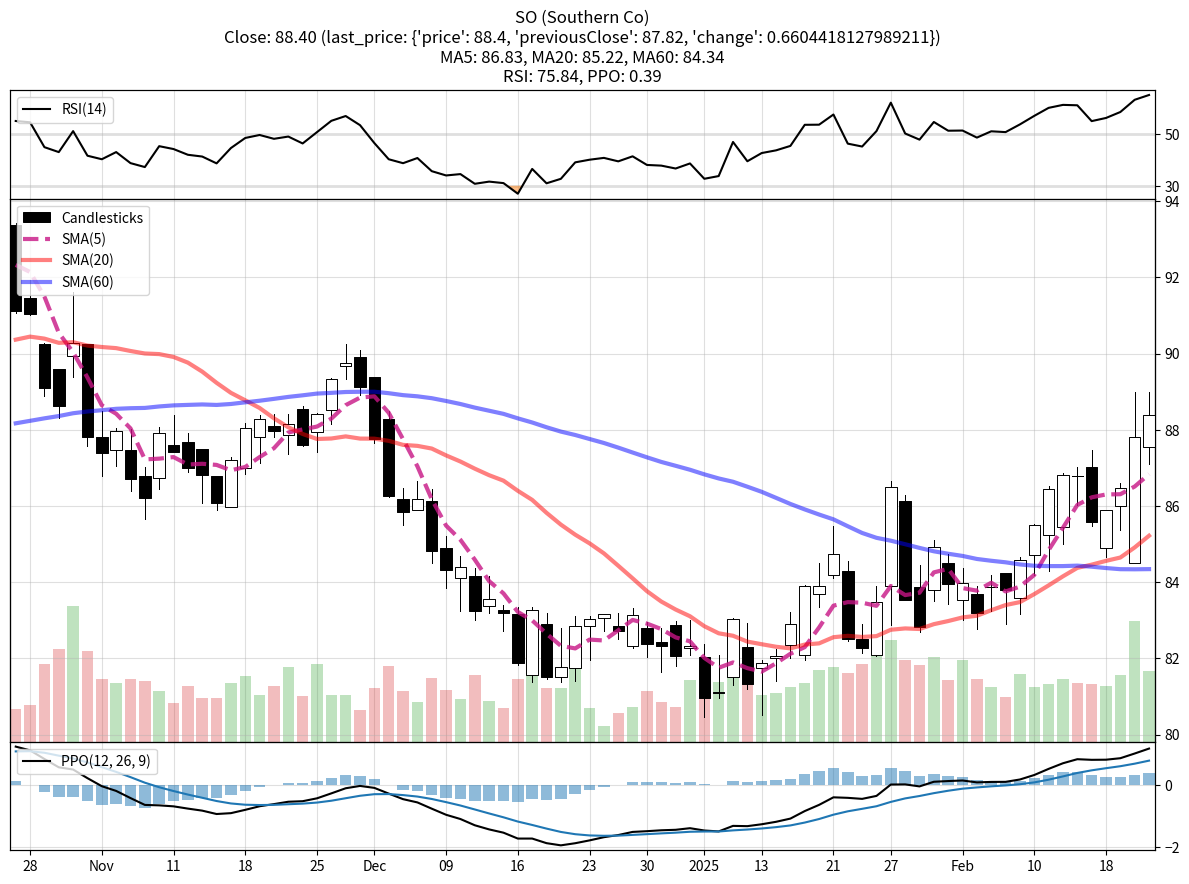 SO (Southern Co)
Close: 88.40 (last_price: {'price': 88.4, 'previousClose': 87.82, 'change': 0.6604418127989211})
MA5: 86.83, MA20: 85.22, MA60: 84.34
RSI: 75.84, PPO: 0.39
RSI(14)
50
30
Candlesticks
SMA(5)
SMA(20)
SMA(60)
94
92
90
88
86
84
82
80
PPO(12, 26, 9)
0
−2
28 Nov 11 18 25 Dec 09 16 23 30 2025 13 21 27 Feb 10 18